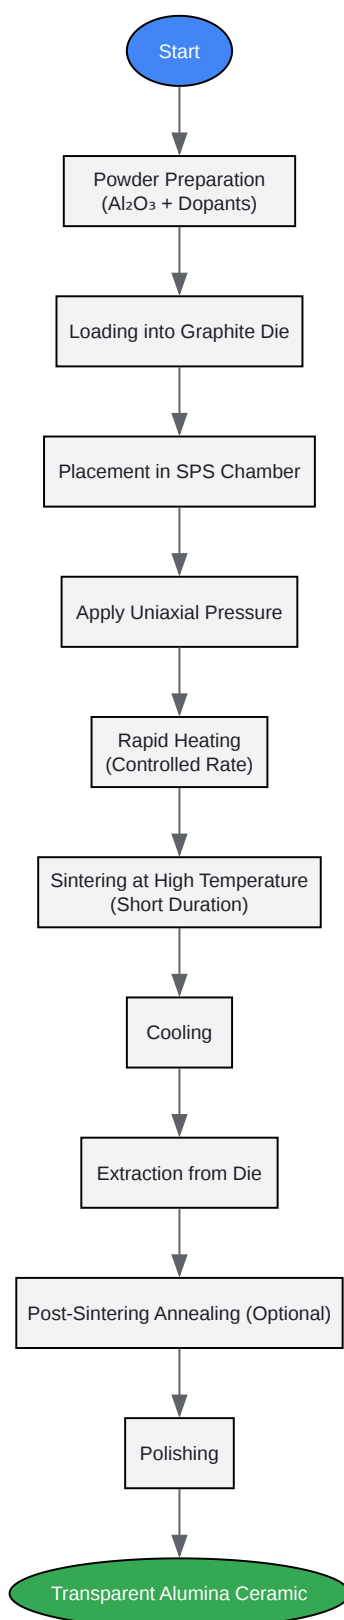 Start
Powder Preparation
(Al₂O₃ + Dopants)
Loading into Graphite Die
Placement in SPS Chamber
Apply Uniaxial Pressure
Rapid Heating
(Controlled Rate)
Sintering at High Temperature
(Short Duration)
Cooling
Extraction from Die
Post-Sintering Annealing (Optional)
Polishing
Transparent Alumina Ceramic